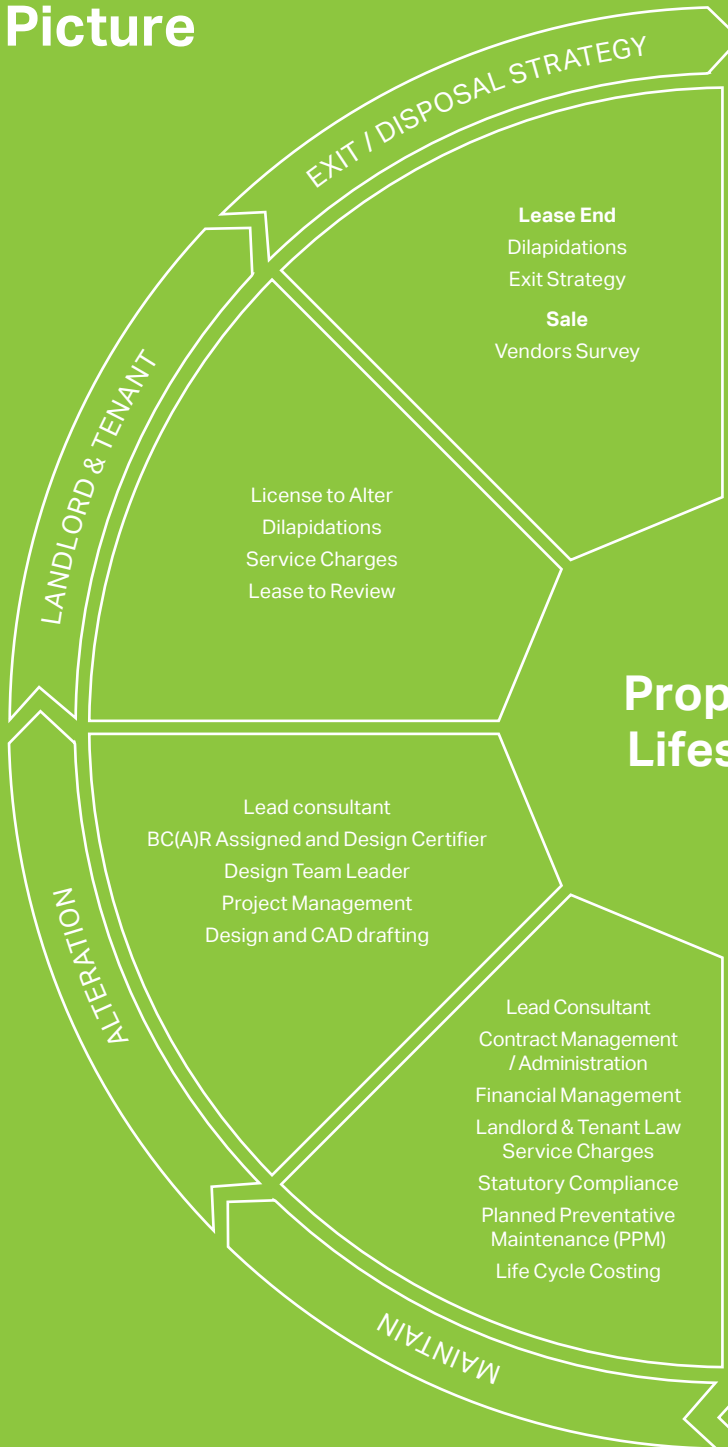 Picture
EXIT / DISPOSAL STRATEGY
Lease End
Dilapidations
Exit Strategy
Sale
Vendors Survey
LANDLORD & TENANT
License to Alter
Dilapidations
Service Charges
Lease to Review
Prop
Lifes
ALTERATION
Lead consultant
BC(A)R Assigned and Design Certifier
Design Team Leader
Project Management
Design and CAD drafting
MAINTAIN
Lead Consultant
Contract Management
/ Administration
Financial Management
Landlord & Tenant Law
Service Charges
Statutory Compliance
Planned Preventative
Maintenance (PPM)
Life Cycle Costing